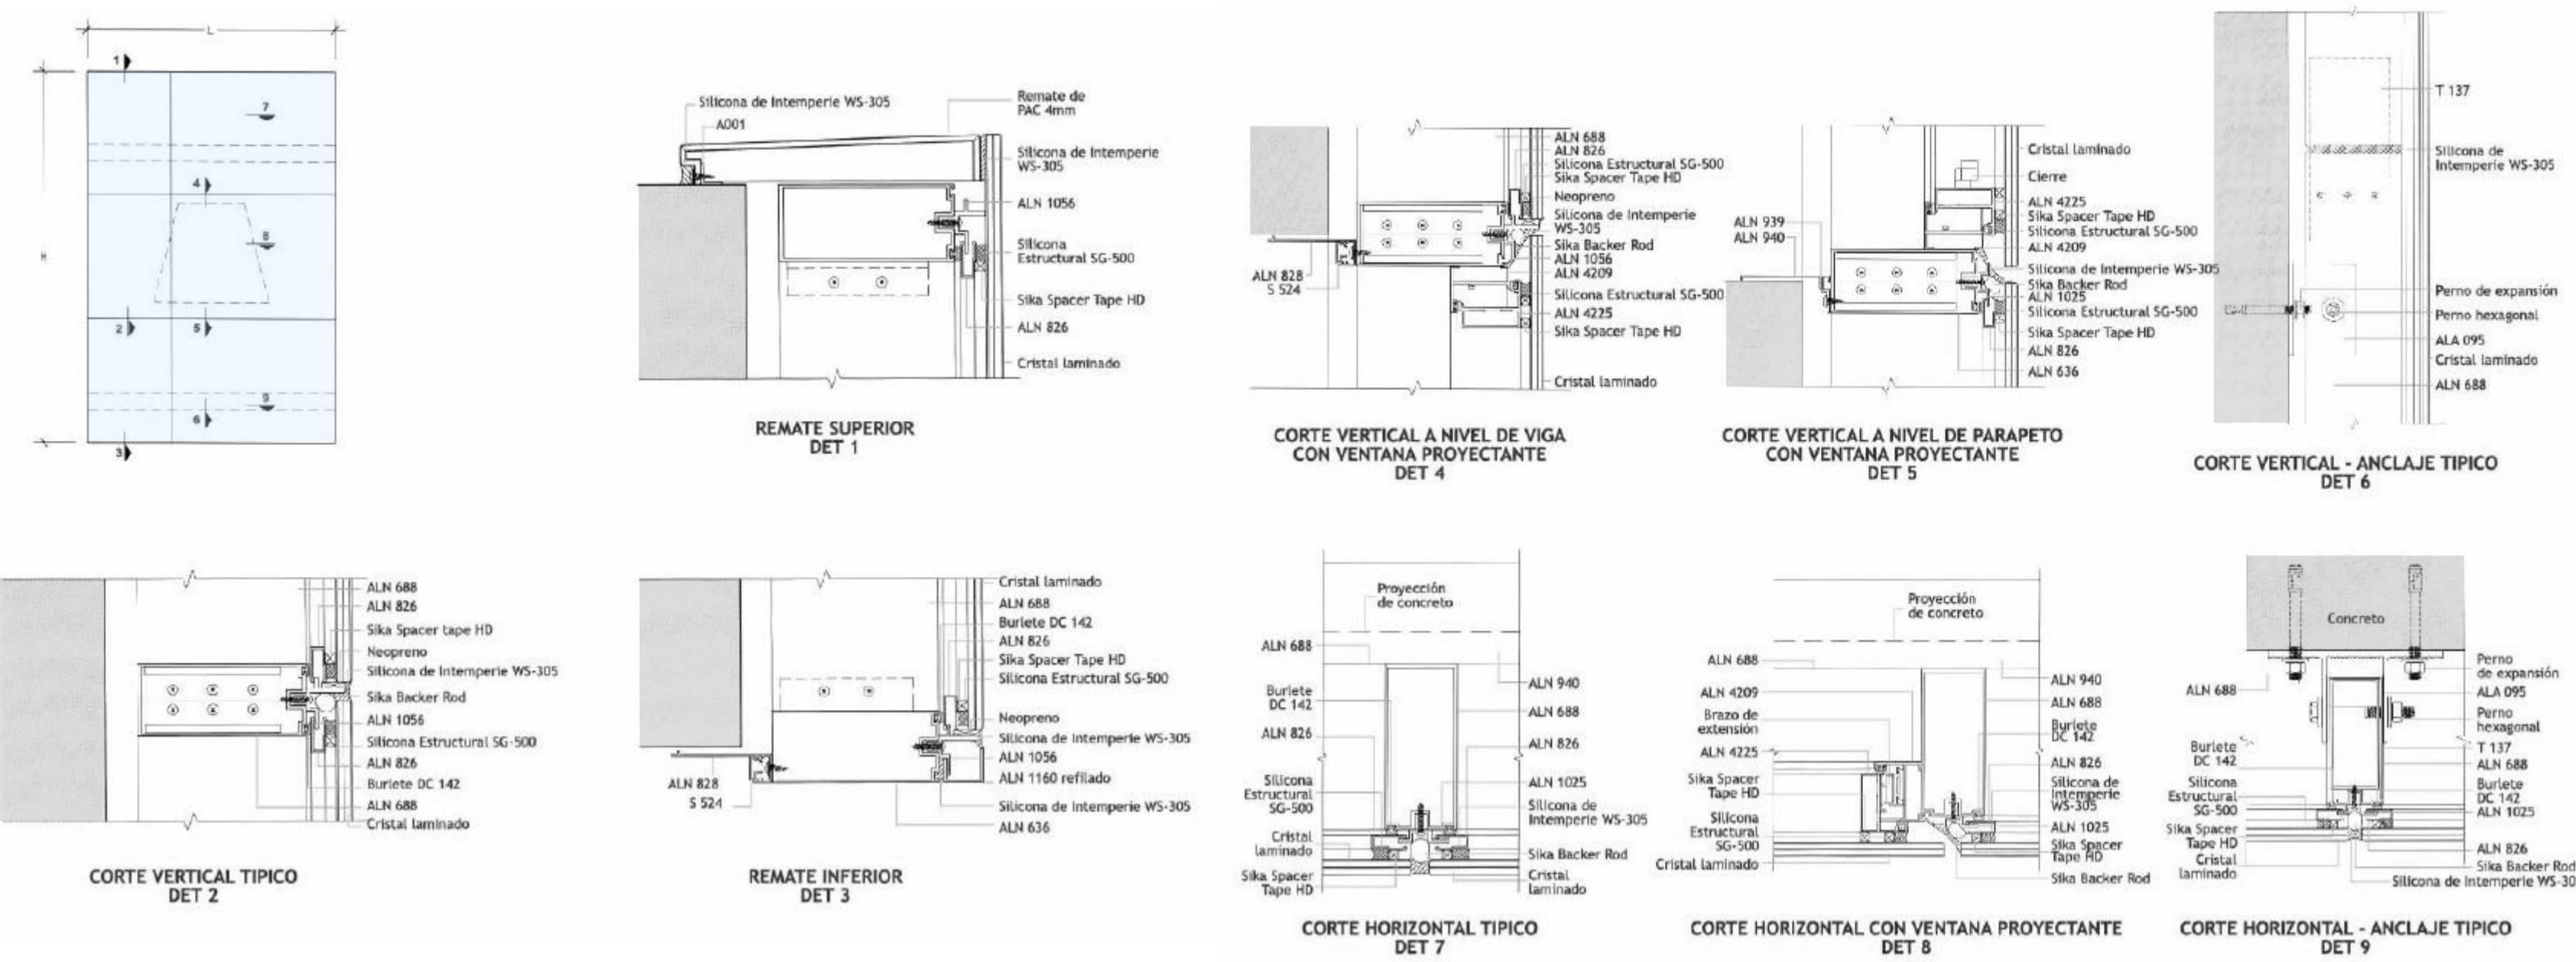 L
H
1
7
4
8
2
5
9
6
3
Silicona de Intemperie WS-305
A001
Remate de
PAC 4mm
Silicona de Intemperie
WS-305
ALN 1056
Silicona
Estructural SG-500
Sika Spacer Tape HD
ALN 826
Cristal laminado
REMATE SUPERIOR
DET 1
ALN 688
ALN 826
Silicona Estructural SG-500
Sika Spacer Tape HD
Neopreno
Silicona de Intemperie
WS-305
Sika Backer Rod
ALN 1056
ALN 4209
Silicona Estructural SG-500
ALN 4225
Sika Spacer Tape HD
Cristal laminado
ALN 828
S 524
CORTE VERTICAL A NIVEL DE VIGA
CON VENTANA PROYECTANTE
DET 4
ALN 939
ALN 940
Cristal laminado
Cierre
ALN 4225
Sika Spacer Tape HD
Silicona Estructural SG-500
ALN 4209
Silicona de Intemperie WS-305
Sika Backer Rod
ALN 1025
Silicona Estructural SG-500
Sika Spacer Tape HD
ALN 826
ALN 636
CORTE VERTICAL A NIVEL DE PARAPETO
CON VENTANA PROYECTANTE
DET 5
T 137
Silicona de
Intemperie WS-305
Perno de expansión
Perno hexagonal
ALA 095
Cristal laminado
ALN 688
CORTE VERTICAL - ANCLAJE TIPICO
DET 6
ALN 688
ALN 826
Sika Spacer tape HD
Neopreno
Silicona de Intemperie WS-305
Sika Backer Rod
ALN 1056
Silicona Estructural SG-500
ALN 826
Burlete DC 142
ALN 688
Cristal laminado
CORTE VERTICAL TIPICO
DET 2
Cristal laminado
ALN 688
Burlete DC 142
ALN 826
Sika Spacer Tape HD
Silicona Estructural SG-500
Neopreno
Silicona de Intemperie WS-305
ALN 1056
ALN 1160 refilado
Silicona de Intemperie WS-305
ALN 636
ALN 828
S 524
REMATE INFERIOR
DET 3
Proyección
de concreto
ALN 688
Burlete
DC 142
ALN 826
Silicona
Estructural
SG-500
Cristal
laminado
Sika Spacer
Tape HD
ALN 940
ALN 688
ALN 826
ALN 1025
Silicona de
Intemperie WS-305
Sika Backer Rod
Cristal
laminado
CORTE HORIZONTAL TIPICO
DET 7
Proyección
de concreto
ALN 688
ALN 4209
Brazo de
extensión
ALN 4225
Sika Spacer
Tape HD
Silicona
Estructural
SG-500
Cristal laminado
ALN 940
ALN 688
Burlete
DC 142
ALN 826
Silicona de
Intemperie
WS-305
ALN 1025
Sika Spacer
Tape HD
Sika Backer Rod
CORTE HORIZONTAL CON VENTANA PROYECTANTE
DET 8
Concreto
ALN 688
Burlete
DC 142
Silicona
Estructural
SG-500
Sika Spacer
Tape HD
Cristal
laminado
Perno
de expansión
ALA 095
Perno
hexagonal
T 137
ALN 688
Burlete
DC 142
ALN 1025
ALN 826
Sika Backer Rod
Silicona de Intemperie WS-30
CORTE HORIZONTAL - ANCLAJE TIPICO
DET 9